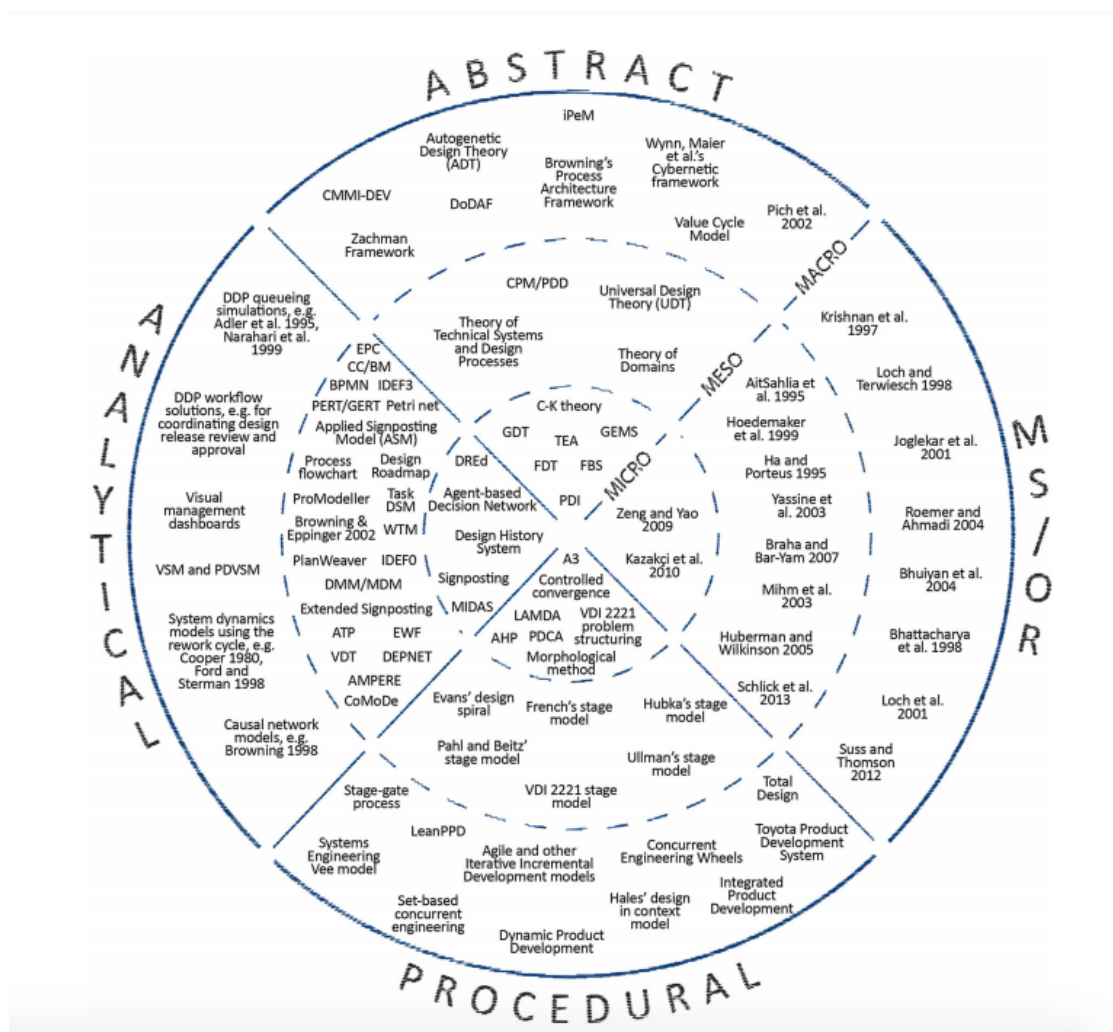 ABSTRACT
iPeM
Autogenetic
Design Theory
(ADT)
Wynn, Maier
et al.'s
Cybernetic
framework
Browning's
Process
Architecture
Framework
CMMI-DEV
DoDAF
Value Cycle
Model
Pich et al.
2002
Zachman
Framework
CPM/PDD
Universal Design
Theory (UDT)
Theory of
Technical Systems
and Design
Processes
Theory of
Domains
C-K theory
GDT
TEA
GEMS
FDT
FBS
PDI
MACRO
MESO
MICRO
ANALYTICAL
DDP queueing
simulations, e.g.
Adler et al. 1995,
Narahari et al.
1999
DDP workflow
solutions, e.g. for
coordinating design
release review and
approval
Visual
management
dashboards
VSM and PDVSM
System dynamics
models using the
rework cycle, e.g.
Cooper 1980,
Ford and
Sterman 1998
Causal network
models, e.g.
Browning 1998
EPC
CC/BM
BPMN IDEF3
PERT/GERT Petri net
Applied Signposting
Model (ASM)
Process
flowchart
Design
Roadmap
ProModeller
Task
DSM
Browning &
Eppinger 2002
WTM
PlanWeaver
IDEF0
DMM/MDM
Extended Signposting
ATP
EWF
VDT
DEPNET
AMPERE
CoMoDe
DREd
Agent-based
Decision Network
Design History
System
Signposting
MIDAS
MS/OR
Krishnan et al.
1997
Loch and
Terwiesch 1998
Joglekar et al.
2001
Roemer and
Ahmadi 2004
Bhuiyan et al.
2004
Bhattacharya
et al. 1998
Loch et al.
2001
Suss and
Thomson
2012
AitSahlia et
al. 1995
Hoedemaker
et al. 1999
Ha and
Porteus 1995
Yassine et
al. 2003
Braha and
Bar-Yam 2007
Mihm et al.
2003
Huberman and
Wilkinson 2005
Schlick et al.
2013
Zeng and Yao
2009
Kazakçi et al.
2010
A3
Controlled
convergence
LAMDA
VDI 2221
problem
structuring
AHP
PDCA
Morphological
method
Evans' design
spiral
French's stage
model
Hubka's stage
model
Pahl and Beitz'
stage model
Ullman's stage
model
VDI 2221 stage
model
Total
Design
Stage-gate
process
LeanPPD
Systems
Engineering
Vee model
Agile and other
Iterative Incremental
Development models
Concurrent
Engineering Wheels
Toyota Product
Development
System
Set-based
concurrent
engineering
Hales' design
in context
model
Integrated
Product
Development
Dynamic Product
Development
PROCEDURAL